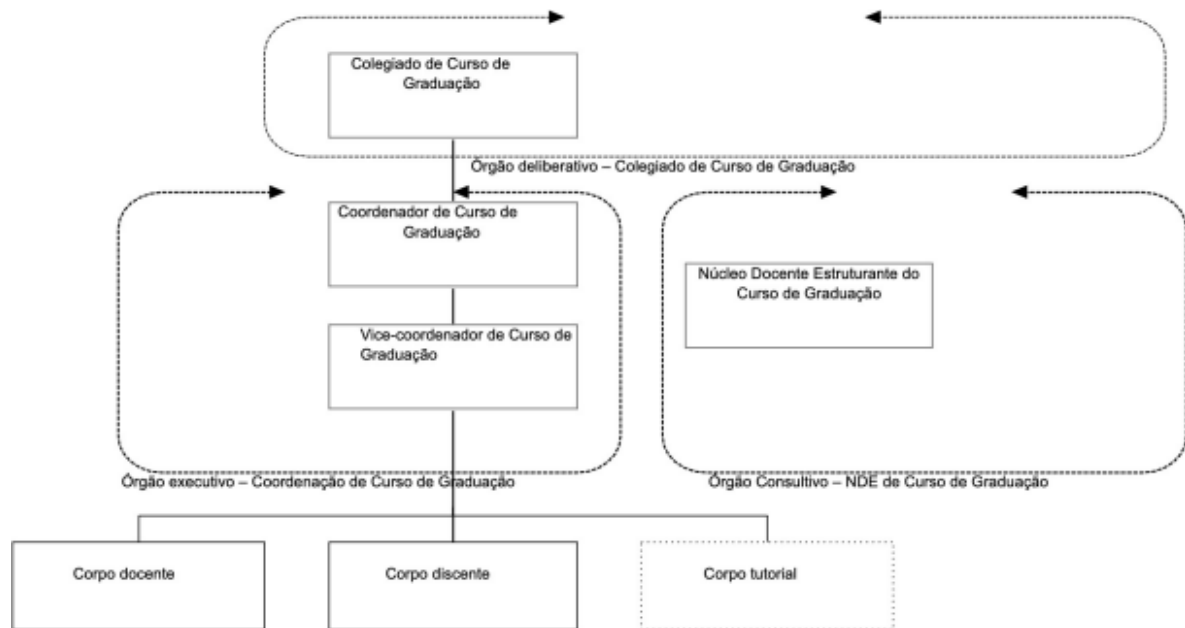 Colegiado de Curso de
Graduação
Órgão deliberativo – Colegiado de Curso de Graduação
Coordenador de Curso de
Graduação
Núcleo Docente Estruturante do
Curso de Graduação
Vice-coordenador de Curso de
Graduação
Órgão executivo – Coordenação de Curso de Graduação
Órgão Consultivo – NDE de Curso de Graduação
Corpo docente
Corpo discente
Corpo tutorial